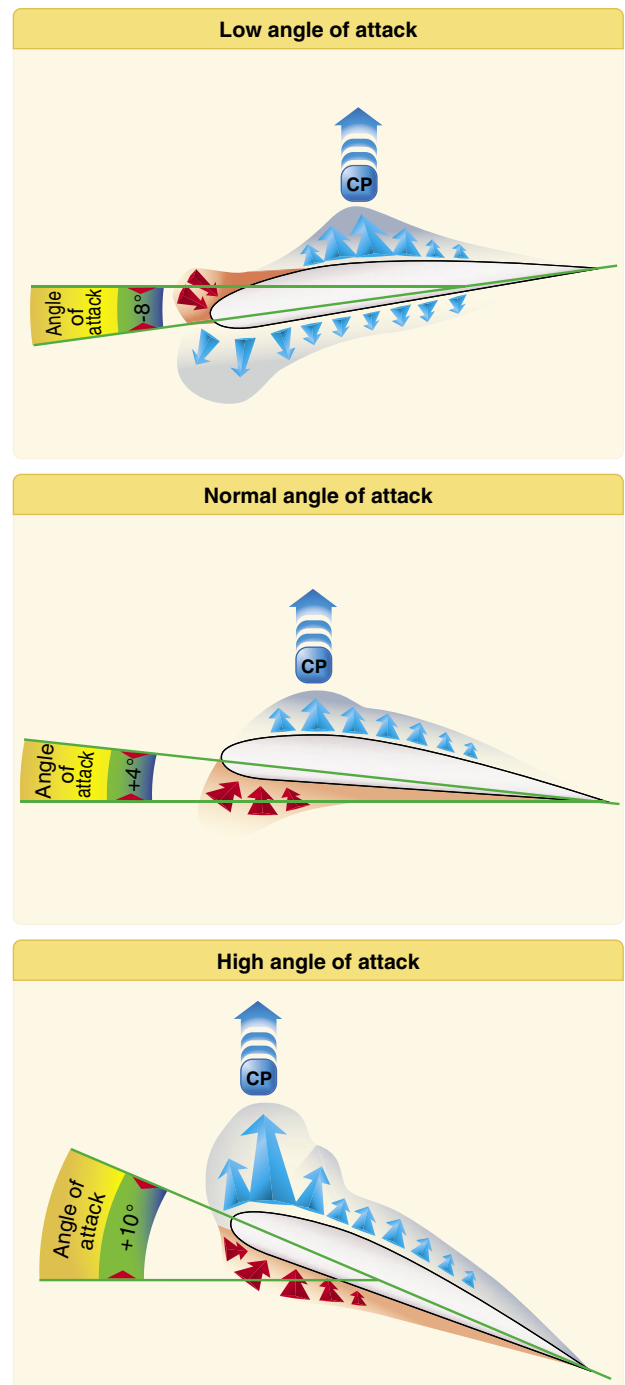 Low angle of attack
CP
Angle
of
attack
-8°
Normal angle of attack
CP
Angle
of
attack
+4°
High angle of attack
CP
Angle of
attack
+10°